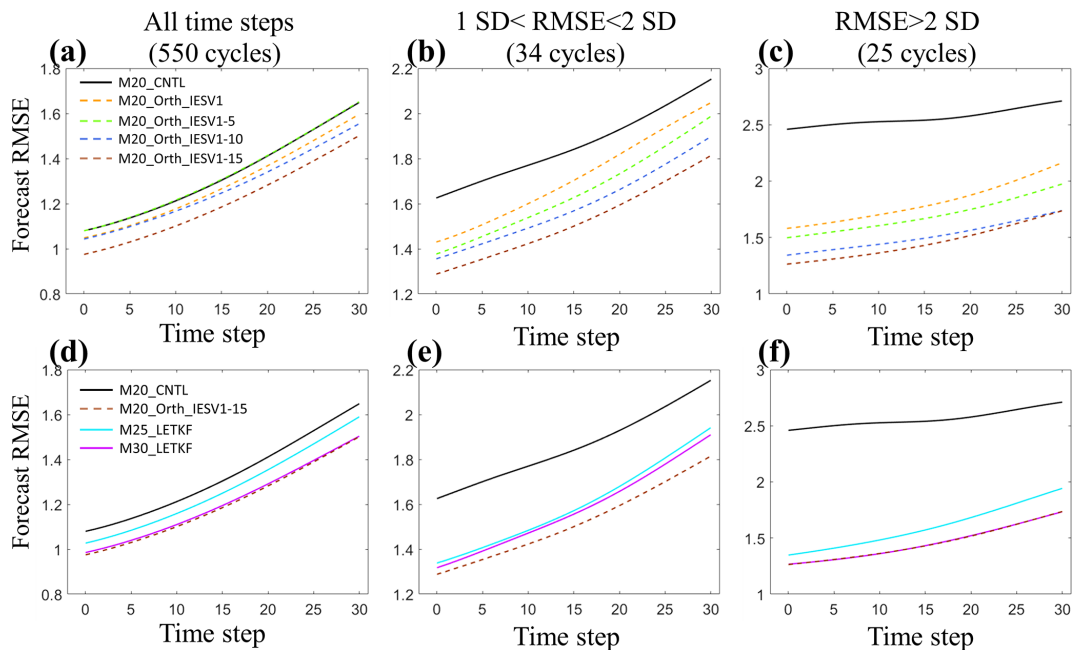 All time steps
(550 cycles)
1 SD< RMSE<2 SD
(34 cycles)
RMSE>2 SD
(25 cycles)
(a)
Forecast RMSE
1.8
1.6
1.4
1.2
1
0.8
M20_CNTL
M20_Orth_IESV1
M20_Orth_IESV1-5
M20_Orth_IESV1-10
M20_Orth_IESV1-15
0 5 10 15 20 25 30
Time step
(b)
2.2
2
1.8
1.6
1.4
1.2
0 5 10 15 20 25 30
Time step
(c)
3
2.5
2
1.5
1
0 5 10 15 20 25 30
Time step
(d)
Forecast RMSE
1.8
1.6
1.4
1.2
1
0.8
M20_CNTL
M20_Orth_IESV1-15
M25_LETKF
M30_LETKF
0 5 10 15 20 25 30
Time step
(e)
2.2
2
1.8
1.6
1.4
1.2
0 5 10 15 20 25 30
Time step
(f)
3
2.5
2
1.5
1
0 5 10 15 20 25 30
Time step